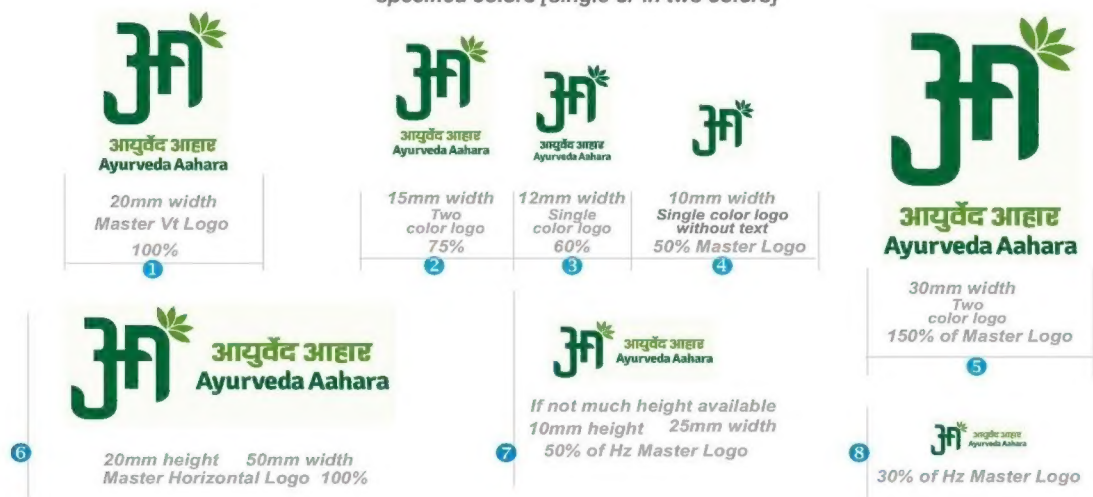 specified colors [single or in two colors]
आयुर्वेद आहार
Ayurveda Aahara
20mm width
Master Vt Logo
100%
1
आयुर्वेद आहार
Ayurveda Aahara
15mm width
Two
color logo
75%
2
आयुर्वेद आहार
Ayurveda Aahara
12mm width
Single
color logo
60%
3
10mm width
Single color logo
without text
50% Master Logo
4
आयुर्वेद आहार
Ayurveda Aahara
30mm width
Two
color logo
150% of Master Logo
5
आयुर्वेद आहार
Ayurveda Aahara
6
20mm height 50mm width
Master Horizontal Logo 100%
आयुर्वेद आहार
Ayurveda Aahara
If not much height available
10mm height 25mm width
7
50% of Hz Master Logo
आयुर्वेद आहार
Ayurveda Aahara
8
30% of Hz Master Logo